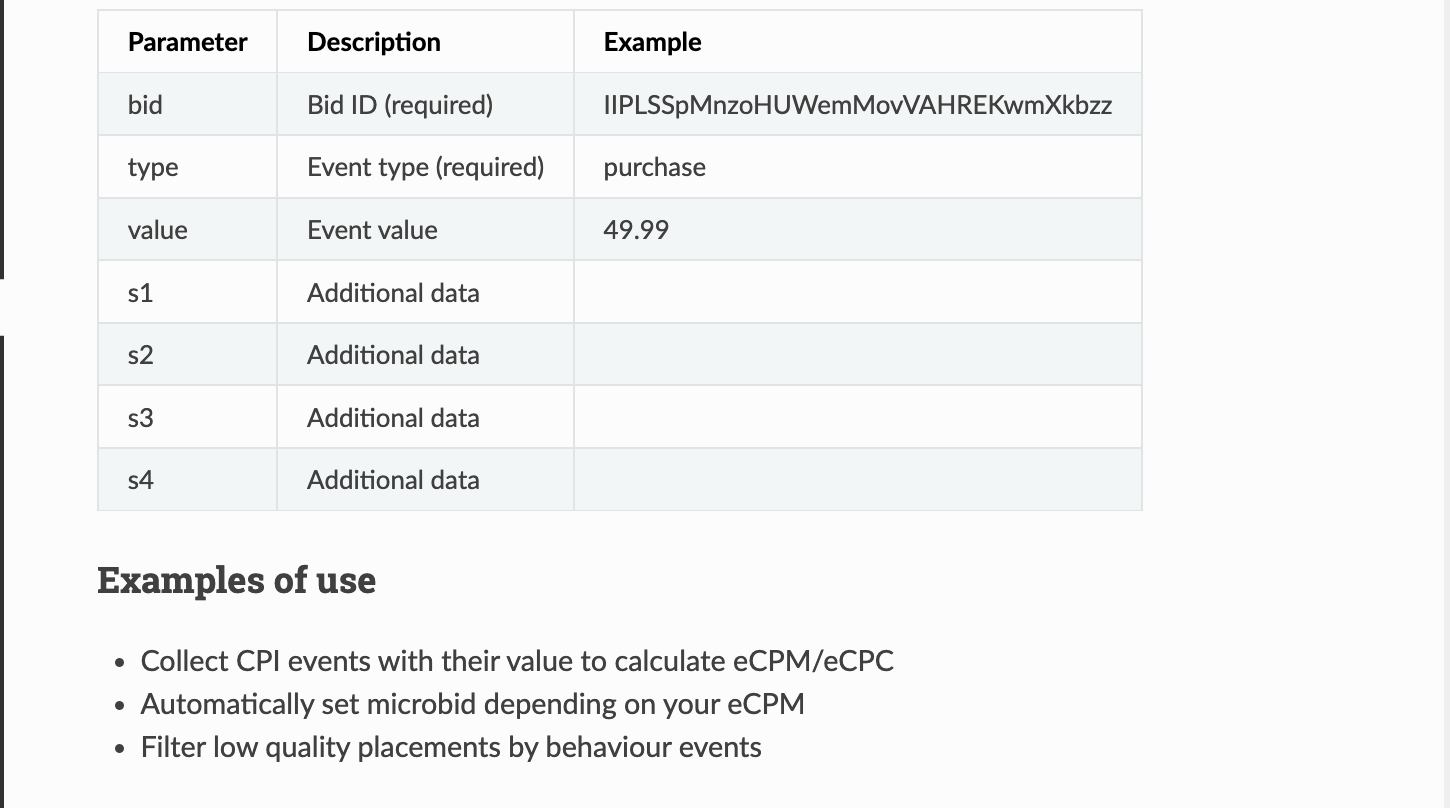 Parameter Description Example
bid Bid ID (required) IIPLSSpMnzoHUWemMovVAHREKwmXkbzz
type Event type (required) purchase
value Event value 49.99
s1 Additional data
s2 Additional data
s3 Additional data
s4 Additional data
Examples of use
• Collect CPI events with their value to calculate eCPM/eCPC
• Automatically set microbid depending on your eCPM
• Filter low quality placements by behaviour events